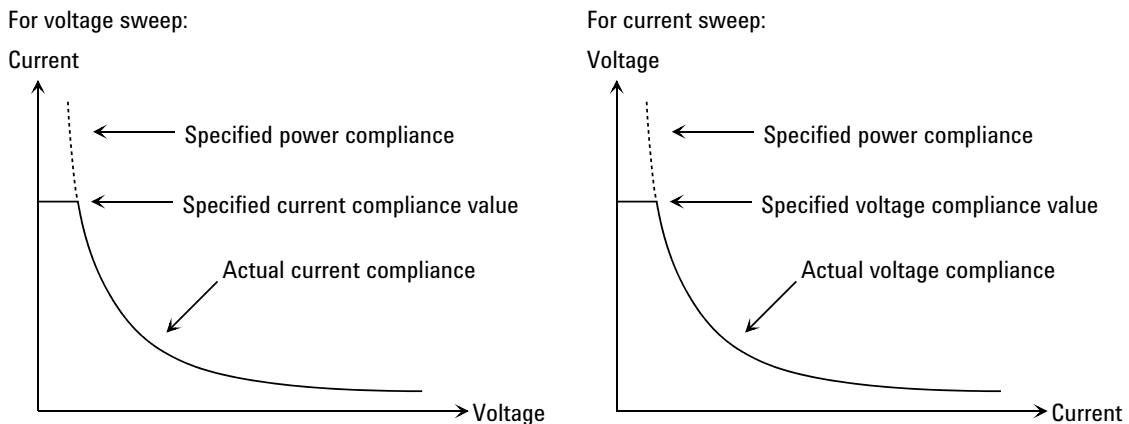 For voltage sweep:
Current
Specified power compliance
Specified current compliance value
Actual current compliance
Voltage
For current sweep:
Voltage
Specified power compliance
Specified voltage compliance value
Actual voltage compliance
Current